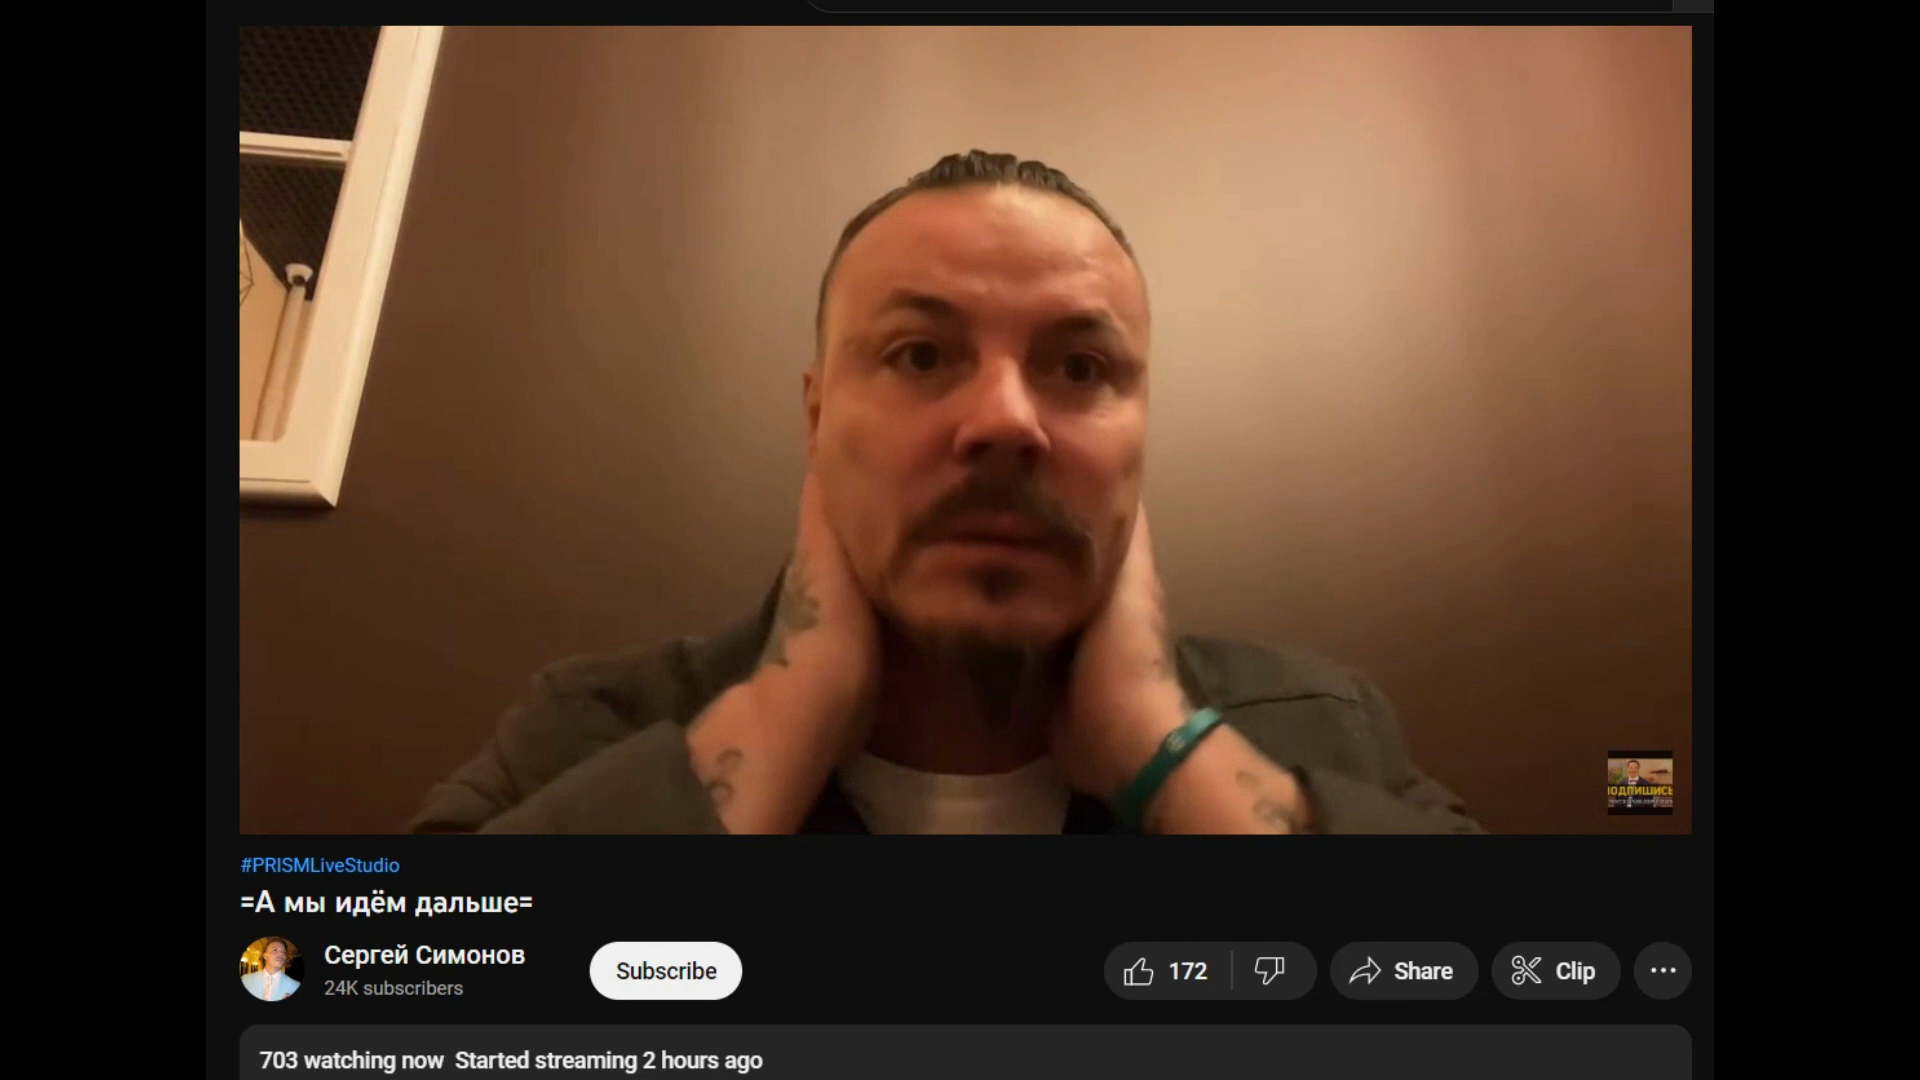 ПОДПИШИСЬ
#PRISMLiveStudio
=А мы идём дальше=
Сергей Симонов
24K subscribers
Subscribe
172
Share
Clip
703 watching now Started streaming 2 hours ago